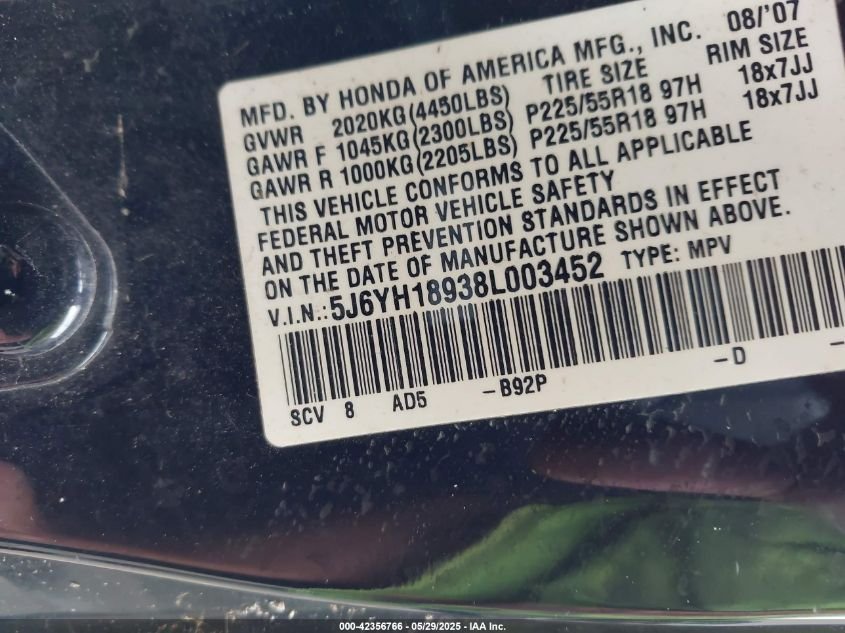 MFD. BY HONDA OF AMERICA MFG., INC. 08/'07
GVWR 2020KG(4450LBS) TIRE SIZE RIM SIZE
GAWR F 1045KG(2300LBS) P225/55R18 97H 18x7JJ
GAWR R 1000KG(2205LBS) P225/55R18 97H 18x7JJ
THIS VEHICLE CONFORMS TO ALL APPLICABLE
FEDERAL MOTOR VEHICLE SAFETY
AND THEFT PREVENTION STANDARDS IN EFFECT
ON THE DATE OF MANUFACTURE SHOWN ABOVE.
V.I.N.: 5J6YH18938L003452 TYPE: MPV
SCV 8 AD5 -B92P -D -
000-42356766 - 05/29/2025 - IAA Inc.